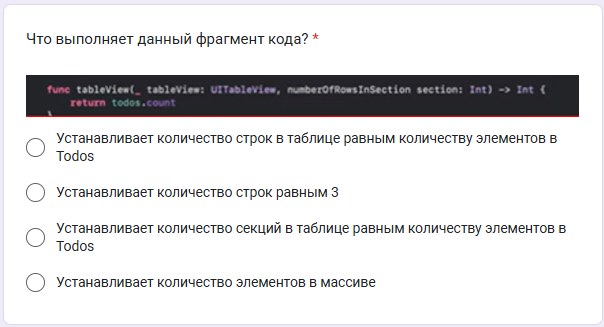 Что выполняет данный фрагмент кода? *
func tableView(_ tableView: UITableView, numberOfRowsInSection section: Int) -> Int {
return todos.count
}
Устанавливает количество строк в таблице равным количеству элементов в
Todos
Устанавливает количество строк равным 3
Устанавливает количество секций в таблице равным количеству элементов в
Todos
Устанавливает количество элементов в массиве